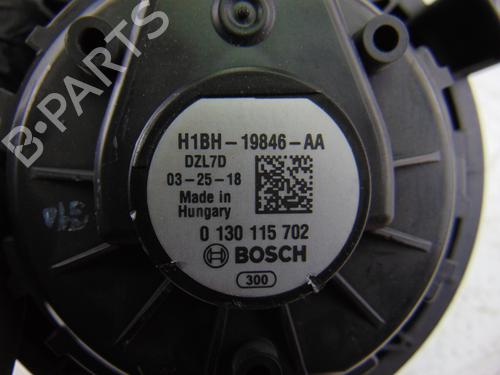 B-PARTS
H1BH-19846-AA
DZL7D
03-25-18
Made in
Hungary
0 130 115 702
BOSCH
300